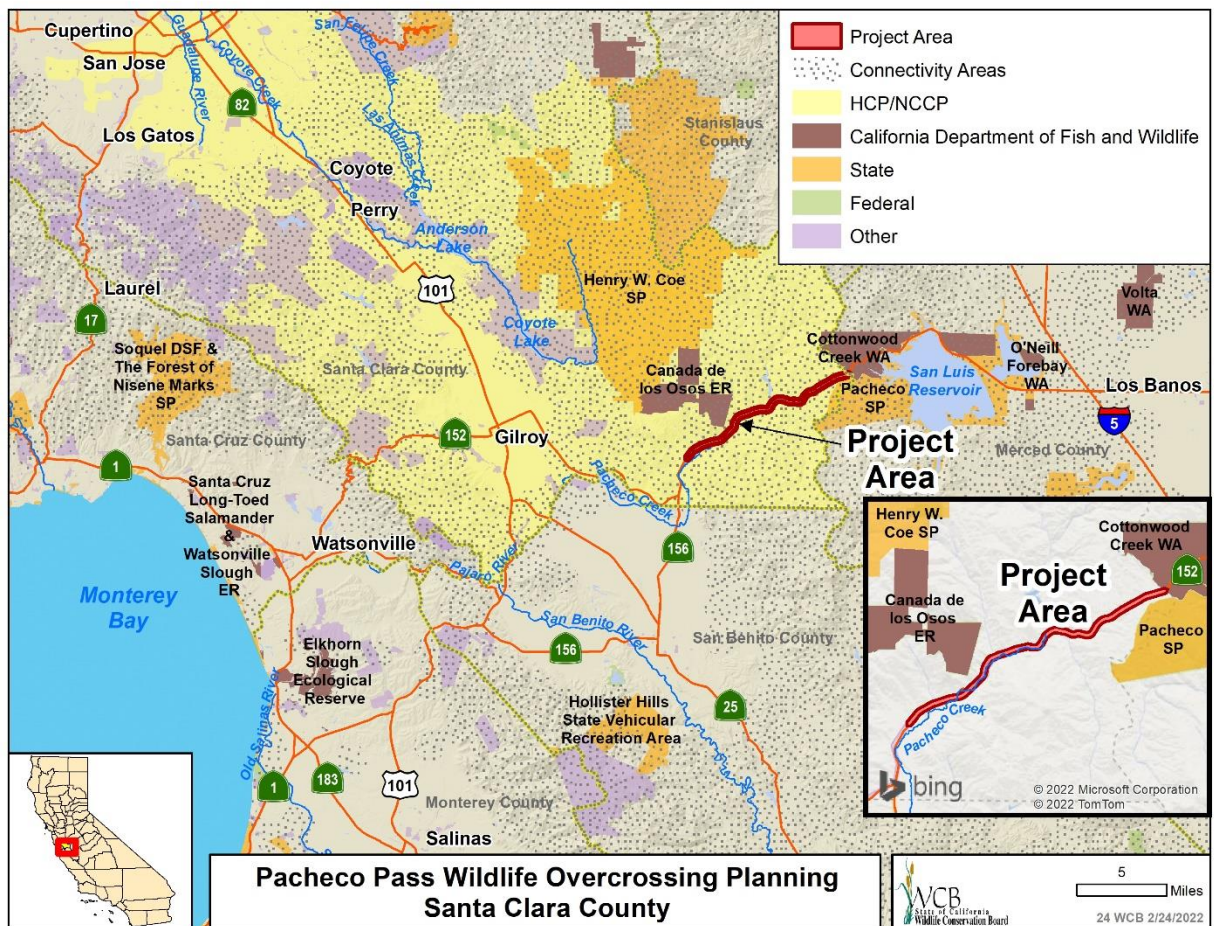 Cupertino
San Jose
Los Gatos
Guadalupe River
Coyote Creek
82
San Felipe Creek
Las Animas Creek
Coyote
Perry
Anderson
Lake
101
Coyote
Lake
Stanislaus
County
Henry W. Coe
SP
Laurel
17
Soquel DSF &
The Forest of
Nisene Marks
SP
Santa Clara County
Santa Cruz County
152
Gilroy
Canada de
los Osos ER
Cottonwood
Creek WA
Pacheco
SP
San Luis
Reservoir
O'Neill
Forebay
WA
Volta
WA
Los Banos
5
Merced County
Project
Area
Pacheco Creek
156
1
Santa Cruz
Long-Toed
Salamander
&
Watsonville
Slough
ER
Watsonville
Pajaro River
Monterey
Bay
Elkhorn
Slough
Ecological
Reserve
San Benito River
San Benito County
156
25
Hollister Hills
State Vehicular
Recreation Area
Old Salinas River
1
183
101
Monterey County
Salinas
Project Area
Connectivity Areas
HCP/NCCP
California Department of Fish and Wildlife
State
Federal
Other
Henry W.
Coe SP
Cottonwood
Creek WA
152
Project
Area
Canada de
los Osos
ER
Pacheco
SP
Pacheco Creek
bing
© 2022 Microsoft Corporation
© 2022 TomTom
Pacheco Pass Wildlife Overcrossing Planning
Santa Clara County
WCB
State of California
Wildlife Conservation Board
5
Miles
24 WCB 2/24/2022